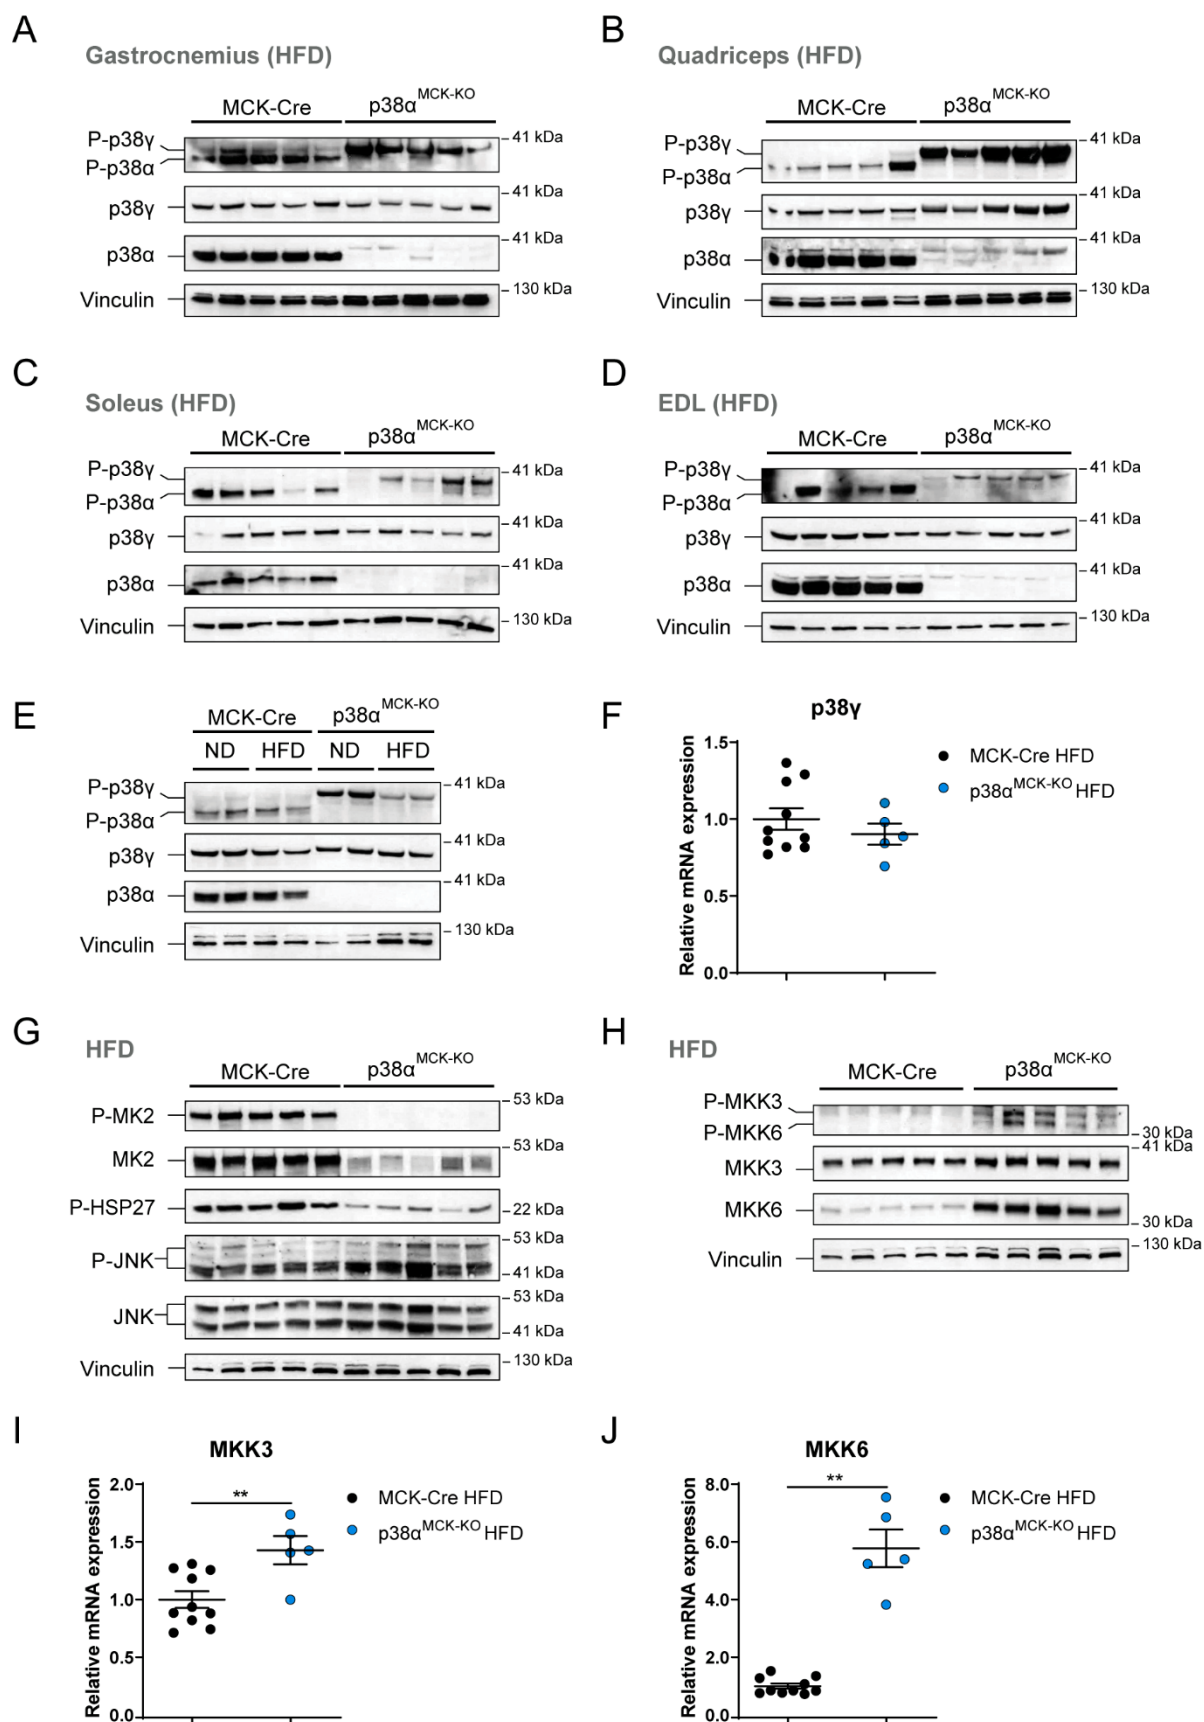 A
Gastrocnemius (HFD)
MCK-Cre
p38α^MCK-KO
P-p38γ
P-p38α
41 kDa
p38γ
41 kDa
p38α
41 kDa
Vinculin
130 kDa
B
Quadriceps (HFD)
MCK-Cre
p38α^MCK-KO
P-p38γ
P-p38α
41 kDa
p38γ
41 kDa
p38α
41 kDa
Vinculin
130 kDa
C
Soleus (HFD)
MCK-Cre
p38α^MCK-KO
P-p38γ
P-p38α
41 kDa
p38γ
41 kDa
p38α
41 kDa
Vinculin
130 kDa
D
EDL (HFD)
MCK-Cre
p38α^MCK-KO
P-p38γ
P-p38α
41 kDa
p38γ
41 kDa
p38α
41 kDa
Vinculin
130 kDa
E
MCK-Cre
p38α^MCK-KO
ND HFD ND HFD
P-p38γ
P-p38α
41 kDa
p38γ
41 kDa
p38α
41 kDa
Vinculin
130 kDa
F
p38γ
Relative mRNA expression
1.5
1.0
0.5
0.0
MCK-Cre HFD
p38α^MCK-KO HFD
G
HFD
MCK-Cre
p38α^MCK-KO
P-MK2
53 kDa
MK2
53 kDa
P-HSP27
22 kDa
P-JNK
53 kDa
41 kDa
JNK
53 kDa
41 kDa
Vinculin
130 kDa
H
HFD
MCK-Cre
p38α^MCK-KO
P-MKK3
P-MKK6
30 kDa
MKK3
41 kDa
MKK6
30 kDa
Vinculin
130 kDa
I
MKK3
Relative mRNA expression
2.0
1.5
1.0
0.5
0.0
**
MCK-Cre HFD
p38α^MCK-KO HFD
J
MKK6
Relative mRNA expression
8.0
6.0
4.0
2.0
0.0
**
MCK-Cre HFD
p38α^MCK-KO HFD